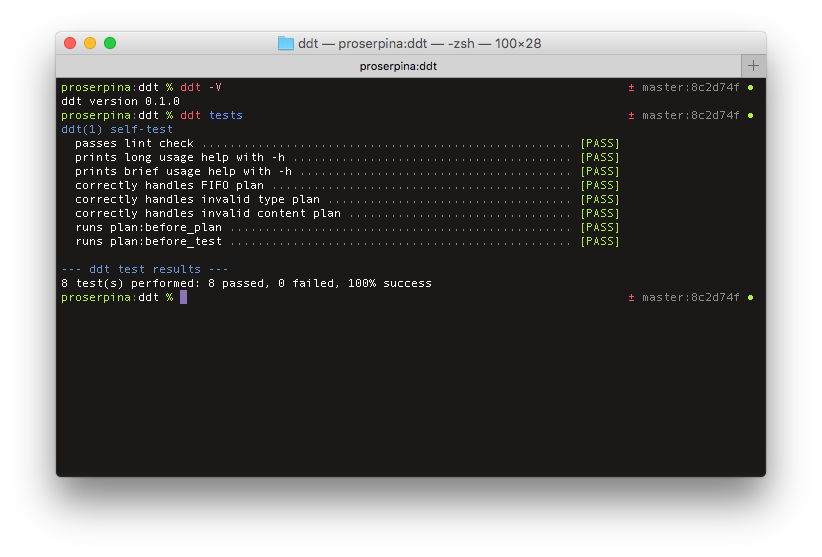 ddt — proserpina:ddt — -zsh — 100×28
proserpina:ddt
proserpina:ddt % ddt -V ± master:8c2d74f ●
ddt version 0.1.0
proserpina:ddt % ddt tests ± master:8c2d74f ●
ddt(1) self-test
passes lint check ..................................................... [PASS]
prints long usage help with -h ........................................ [PASS]
prints brief usage help with -h ....................................... [PASS]
correctly handles FIFO plan ........................................... [PASS]
correctly handles invalid type plan ................................... [PASS]
correctly handles invalid content plan ................................ [PASS]
runs plan:before_plan ................................................. [PASS]
runs plan:before_test ................................................. [PASS]
--- ddt test results ---
8 test(s) performed: 8 passed, 0 failed, 100% success
proserpina:ddt % ± master:8c2d74f ●